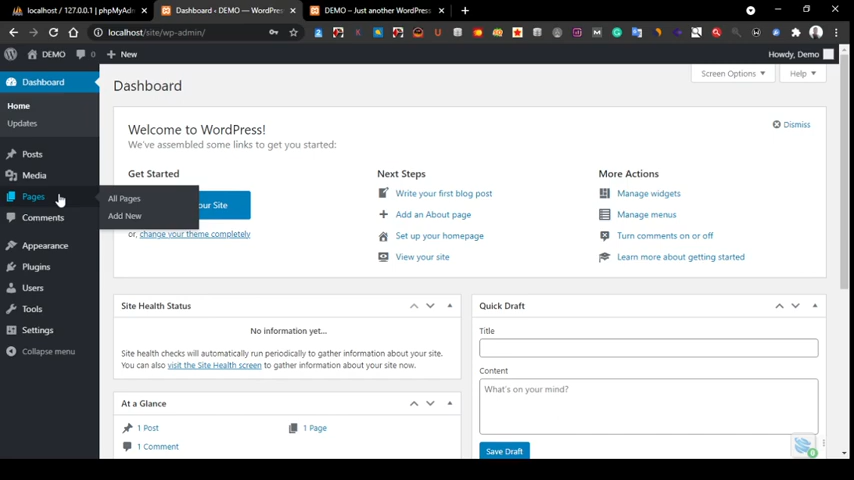 localhost / 127.0.0.1 | phpMyAdm
Dashboard ‹ DEMO — WordPress
DEMO – Just another WordPress
localhost/site/wp-admin/
DEMO
0
New
Howdy, Demo
Dashboard
Home
Updates
Posts
Media
Pages
Comments
Appearance
Plugins
Users
Tools
Settings
Collapse menu
All Pages
Add New
Screen Options
Help
Dashboard
Welcome to WordPress!
We've assembled some links to get you started:
Dismiss
Get Started
our Site
or, change your theme completely
Next Steps
Write your first blog post
Add an About page
Set up your homepage
View your site
More Actions
Manage widgets
Manage menus
Turn comments on or off
Learn more about getting started
Site Health Status
No information yet...
Site health checks will automatically run periodically to gather information about your site.
You can also visit the Site Health screen to gather information about your site now.
At a Glance
1 Post
1 Page
1 Comment
Quick Draft
Title
Content
What's on your mind?
Save Draft